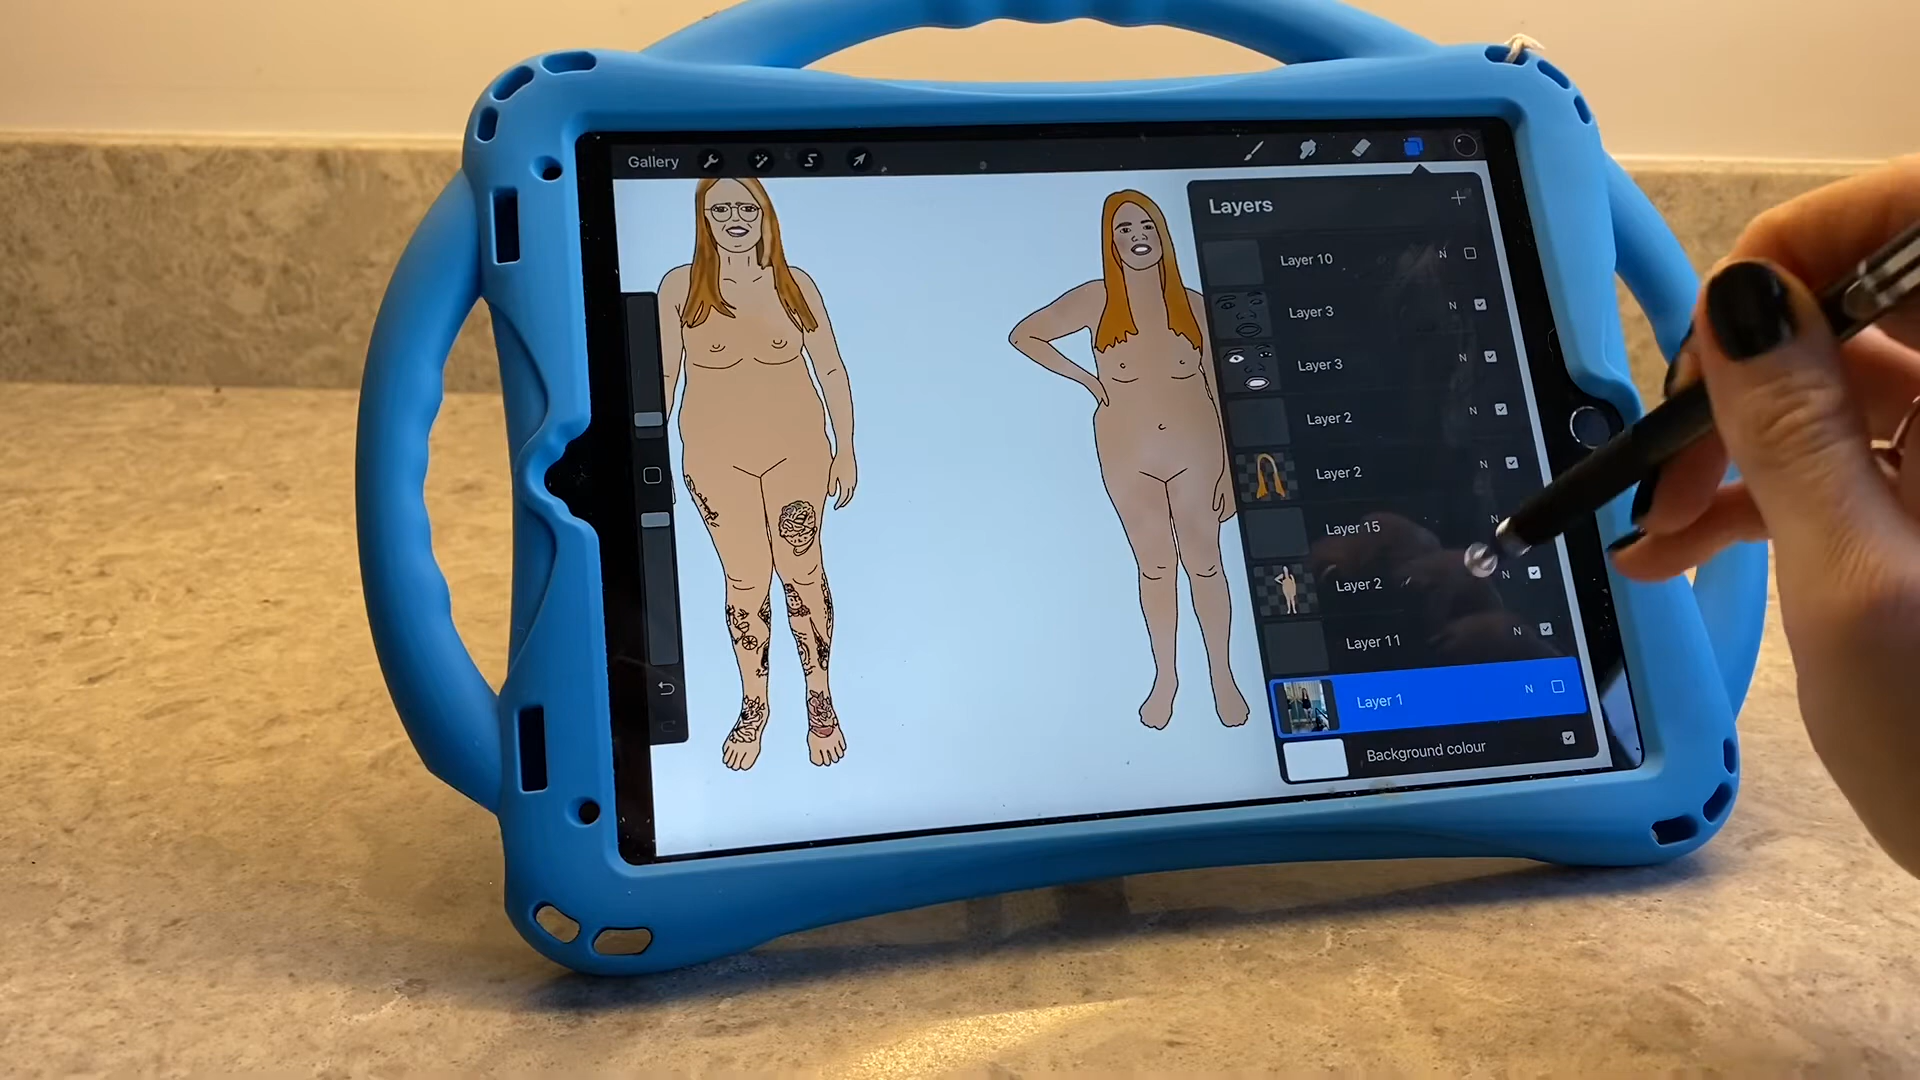 Gallery
Layers
Layer 10 N
Layer 3 N
Layer 3 N
Layer 2 N
Layer 2 N
Layer 15 N
Layer 2 N
Layer 11 N
Layer 1 N
Background colour